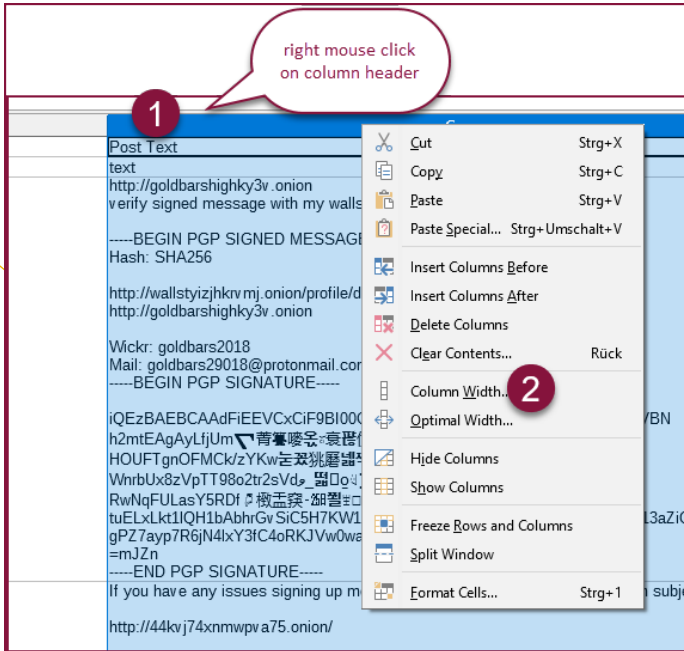 right mouse click
on column header
1
Post Text
text
http://goldbarshighky3v.onion
verify signed message with my walls
-----BEGIN PGP SIGNED MESSAGE
Hash: SHA256
http://wallstyizjhkrvmj.onion/profile/d
http://goldbarshighky3v.onion
Wickr: goldbars2018
Mail: goldbars29018@protonmail.com
-----BEGIN PGP SIGNATURE-----
iQEzBAEBCAAdFiEEVCxCiF9BI00 VBN
h2mtEAgAyLfjUm
HOUFTgnOFMCk/zYKw
WnrbUx8zVpTT98o2tr2sVd
RwNqFULasY5RDf
tuELxLkt1IQH1bAbhrGvSiC5H7KW1 13aZi
gPZ7ayp7R6jN4lxY3fC4oRKJVw0wa
=mJZn
-----END PGP SIGNATURE-----
If you have any issues signing up m n subje
http://44kvj74xnmwpva75.onion/
Cut Strg+X
Copy Strg+C
Paste Strg+V
Paste Special... Strg+Umschalt+V
Insert Columns Before
Insert Columns After
Delete Columns
Clear Contents... Rück
Column Width...
2
Optimal Width...
Hide Columns
Show Columns
Freeze Rows and Columns
Split Window
Format Cells... Strg+1